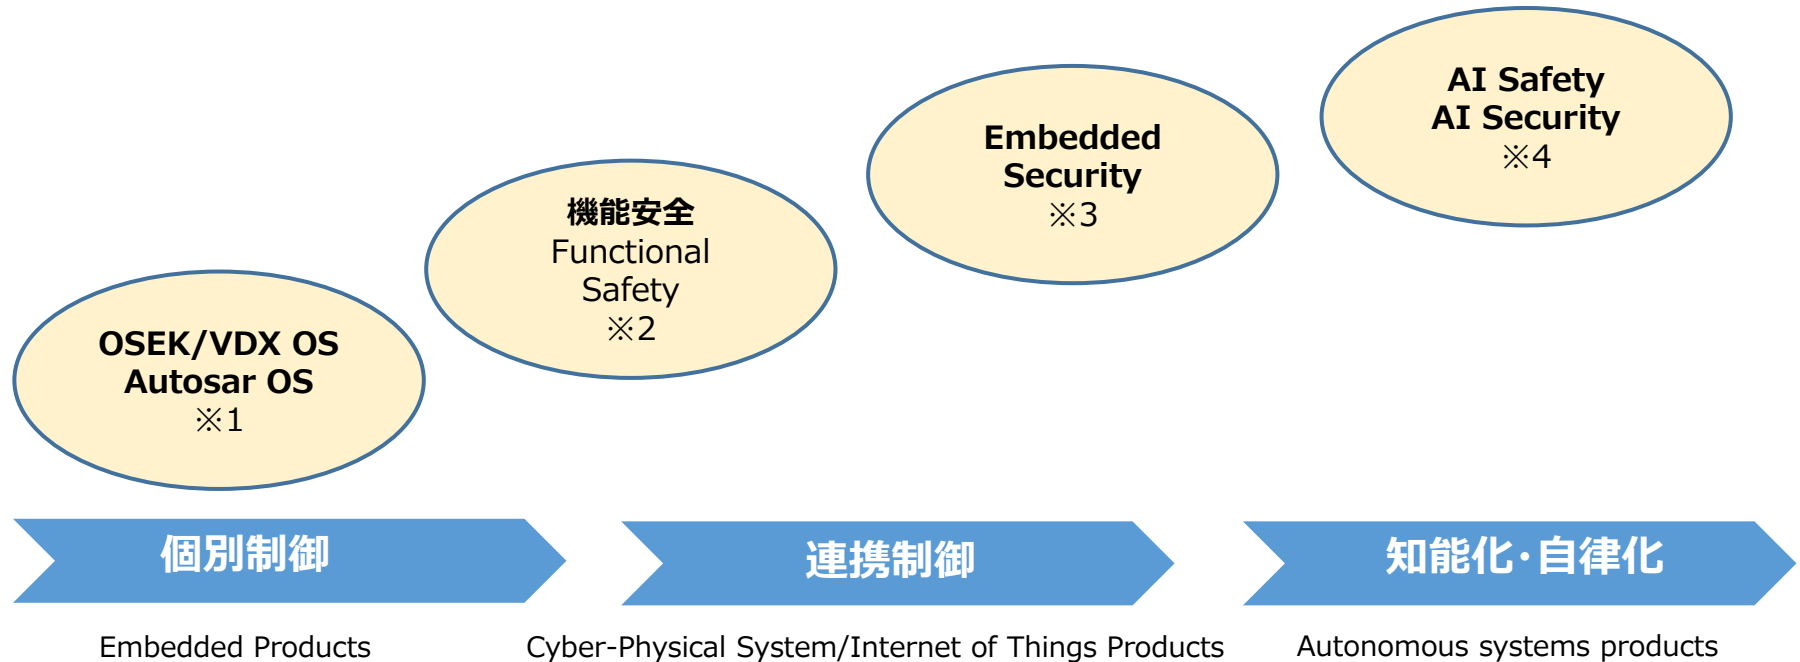 OSEK/VDX OS
Autosar OS
※1
機能安全
Functional
Safety
※2
Embedded
Security
※3
AI Safety
AI Security
※4
個別制御
連携制御
知能化・自律化
Embedded Products
Cyber-Physical System/Internet of Things Products
Autonomous systems products